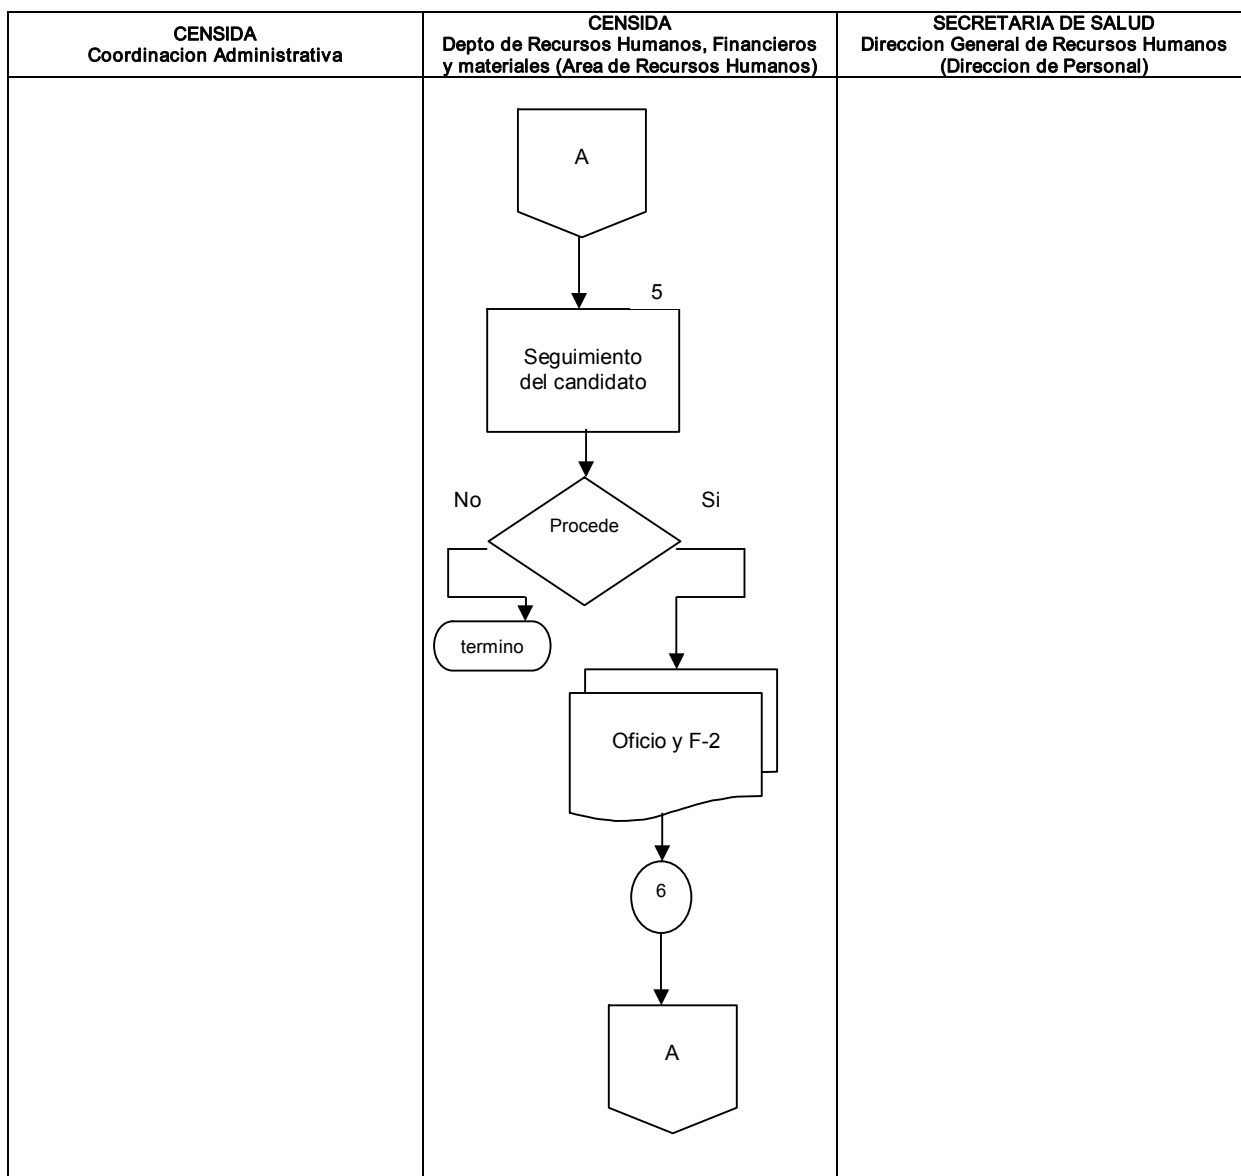 CENSIDA
Coordinacion Administrativa
CENSIDA
Depto de Recursos Humanos, Financieros
y materiales (Area de Recursos Humanos)
SECRETARIA DE SALUD
Direccion General de Recursos Humanos
(Direccion de Personal)
A
5
Seguimiento
del candidato
No
Si
Procede
termino
Oficio y F-2
6
A